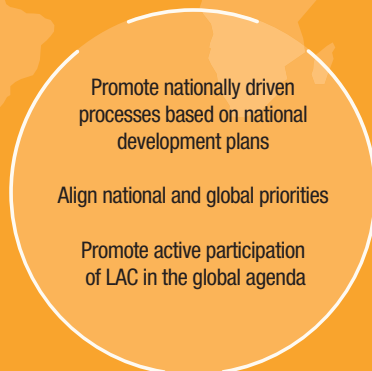 Promote nationally driven
processes based on national
development plans
Align national and global priorities
Promote active participation
of LAC in the global agenda